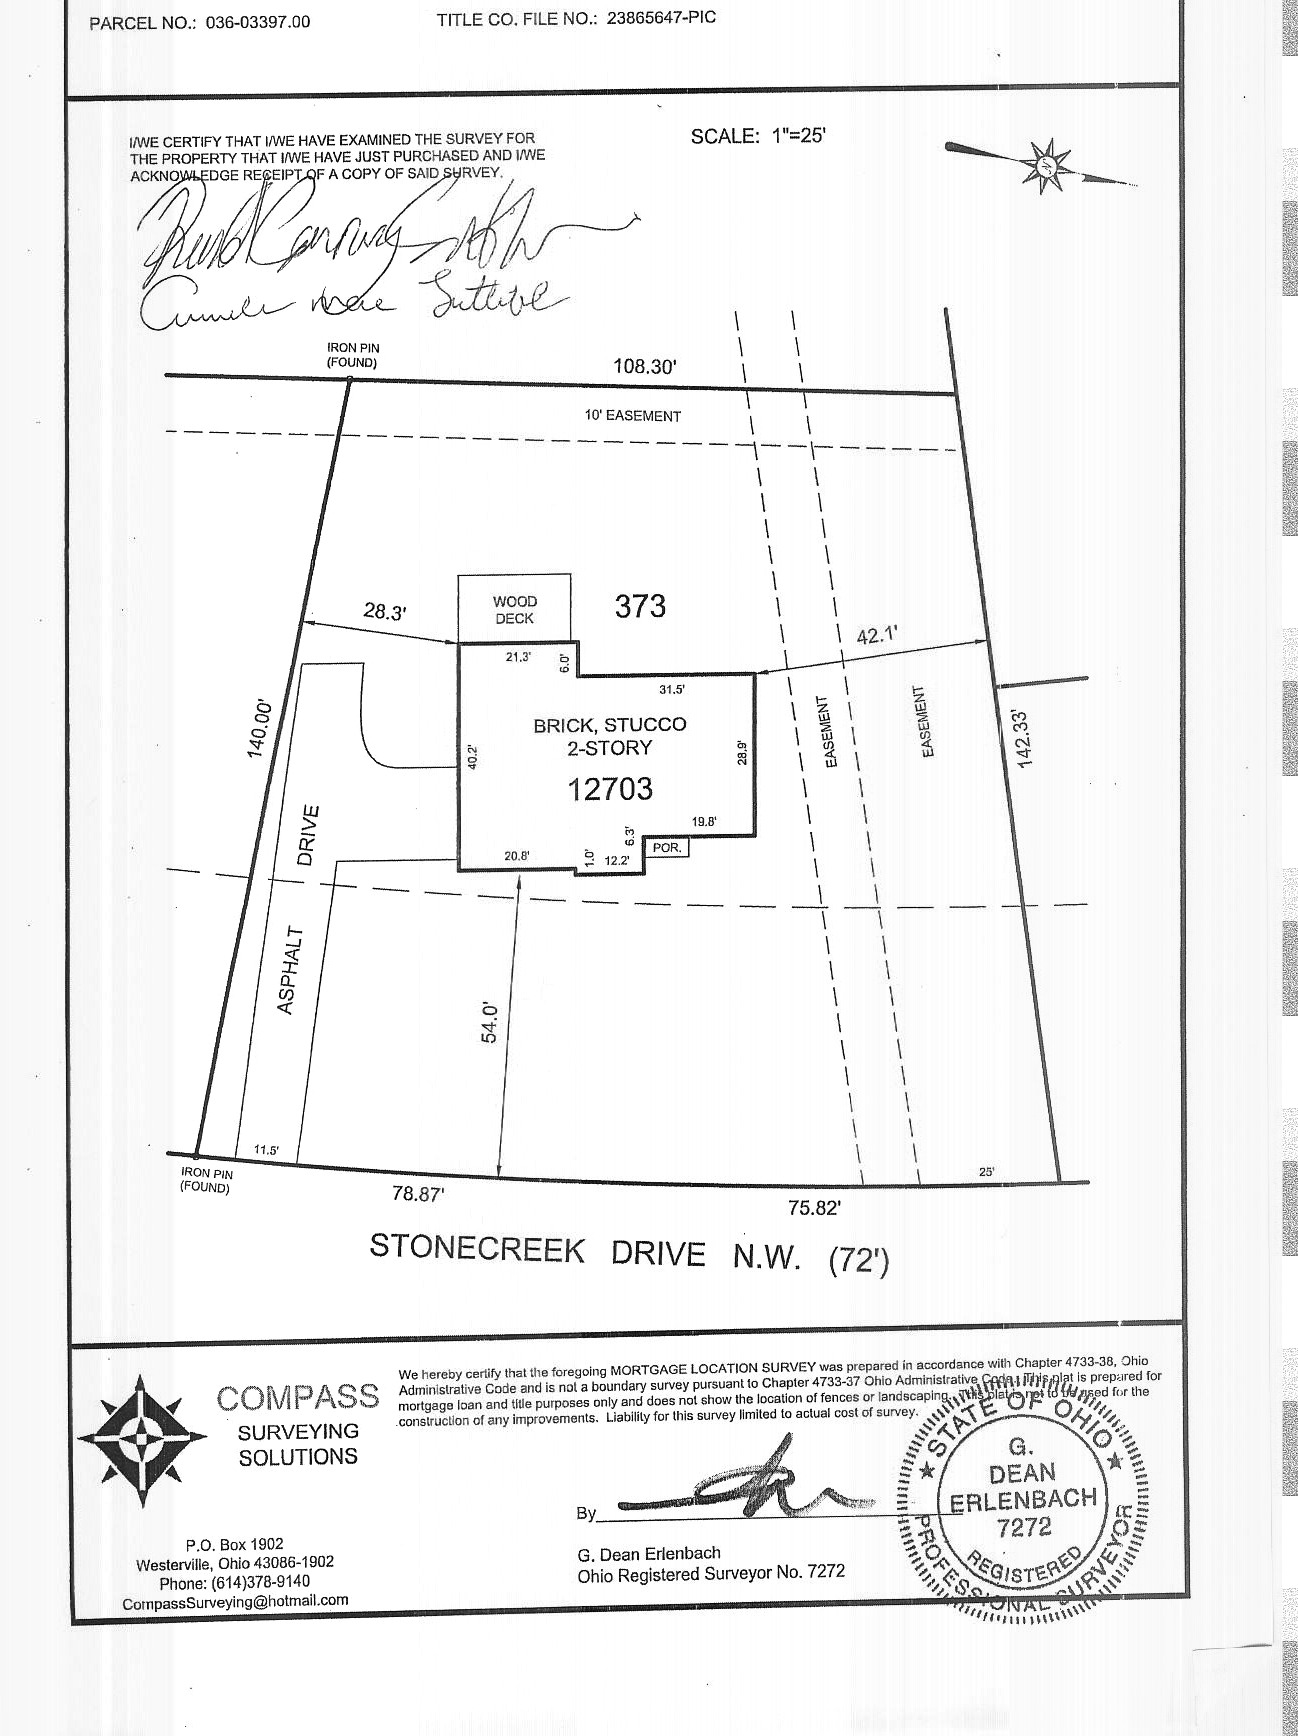 PARCEL NO.: 036-03397.00 TITLE CO. FILE NO.: 23865647-PIC
I/WE CERTIFY THAT I/WE HAVE EXAMINED THE SURVEY FOR
THE PROPERTY THAT I/WE HAVE JUST PURCHASED AND I/WE
ACKNOWLEDGE RECEIPT OF A COPY OF SAID SURVEY.
SCALE: 1"=25'
N
IRON PIN
(FOUND)
108.30'
10' EASEMENT
WOOD
DECK
373
28.3'
42.1'
21.3'
6.0'
31.5'
BRICK, STUCCO
2-STORY
12703
40.2'
28.9'
EASEMENT
EASEMENT
140.00'
142.33'
19.8'
6.3'
POR.
20.8'
1.0'
12.2'
ASPHALT DRIVE
54.0'
11.5'
25'
IRON PIN
(FOUND)
78.87'
75.82'
STONECREEK DRIVE N.W. (72')
COMPASS
SURVEYING
SOLUTIONS
We hereby certify that the foregoing MORTGAGE LOCATION SURVEY was prepared in accordance with Chapter 4733-38, Ohio
Administrative Code and is not a boundary survey pursuant to Chapter 4733-37 Ohio Administrative Code. This plat is prepared for
mortgage loan and title purposes only and does not show the location of fences or landscaping. This plat is not to be used for the
construction of any improvements. Liability for this survey limited to actual cost of survey.
By
G. Dean Erlenbach
Ohio Registered Surveyor No. 7272
P.O. Box 1902
Westerville, Ohio 43086-1902
Phone: (614)378-9140
CompassSurveying@hotmail.com
STATE OF OHIO
G.
DEAN
ERLENBACH
7272
REGISTERED
PROFESSIONAL SURVEYOR